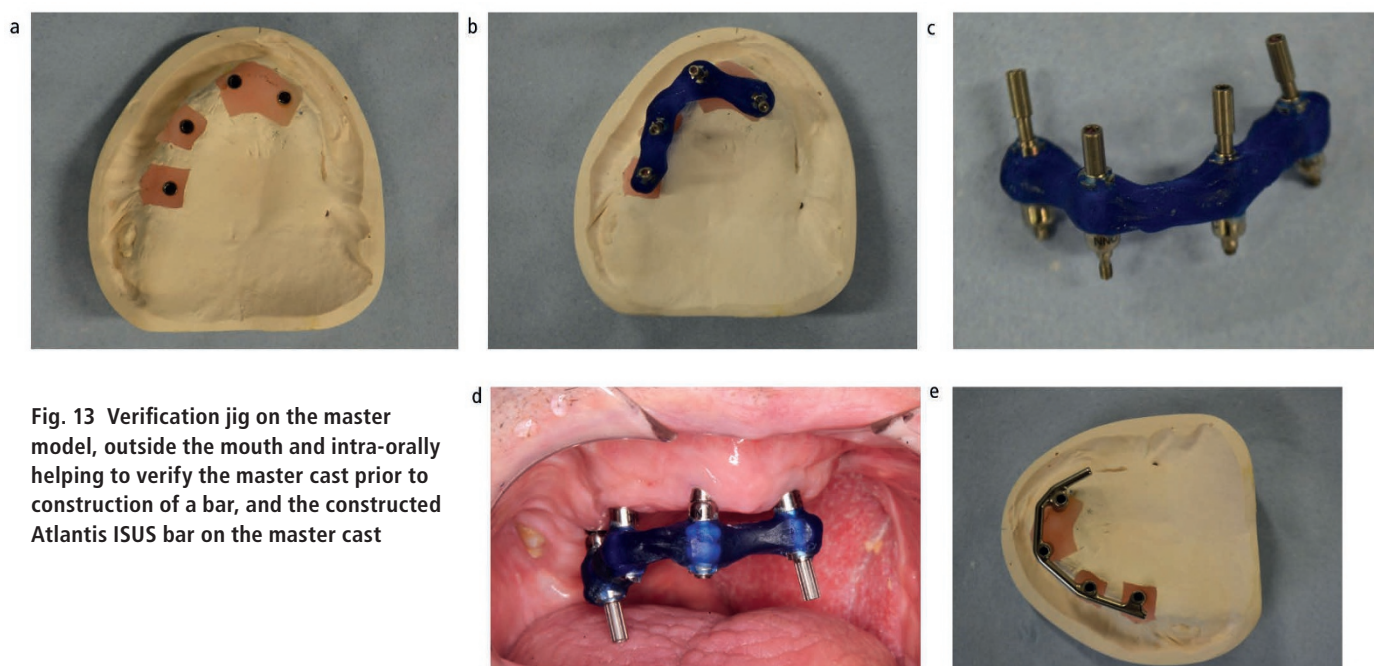 a
b
c
Fig. 13 Verification jig on the master
model, outside the mouth and intra-orally
helping to verify the master cast prior to
construction of a bar, and the constructed
Atlantis ISUS bar on the master cast
d
e